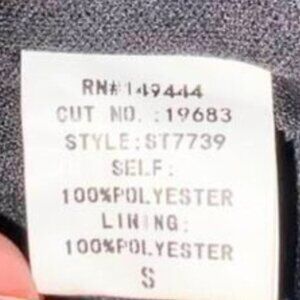 RN#149444
CUT NO. :19683
STYLE:ST7739
SELF:
100%POLYESTER
LINING:
100%POLYESTER
S